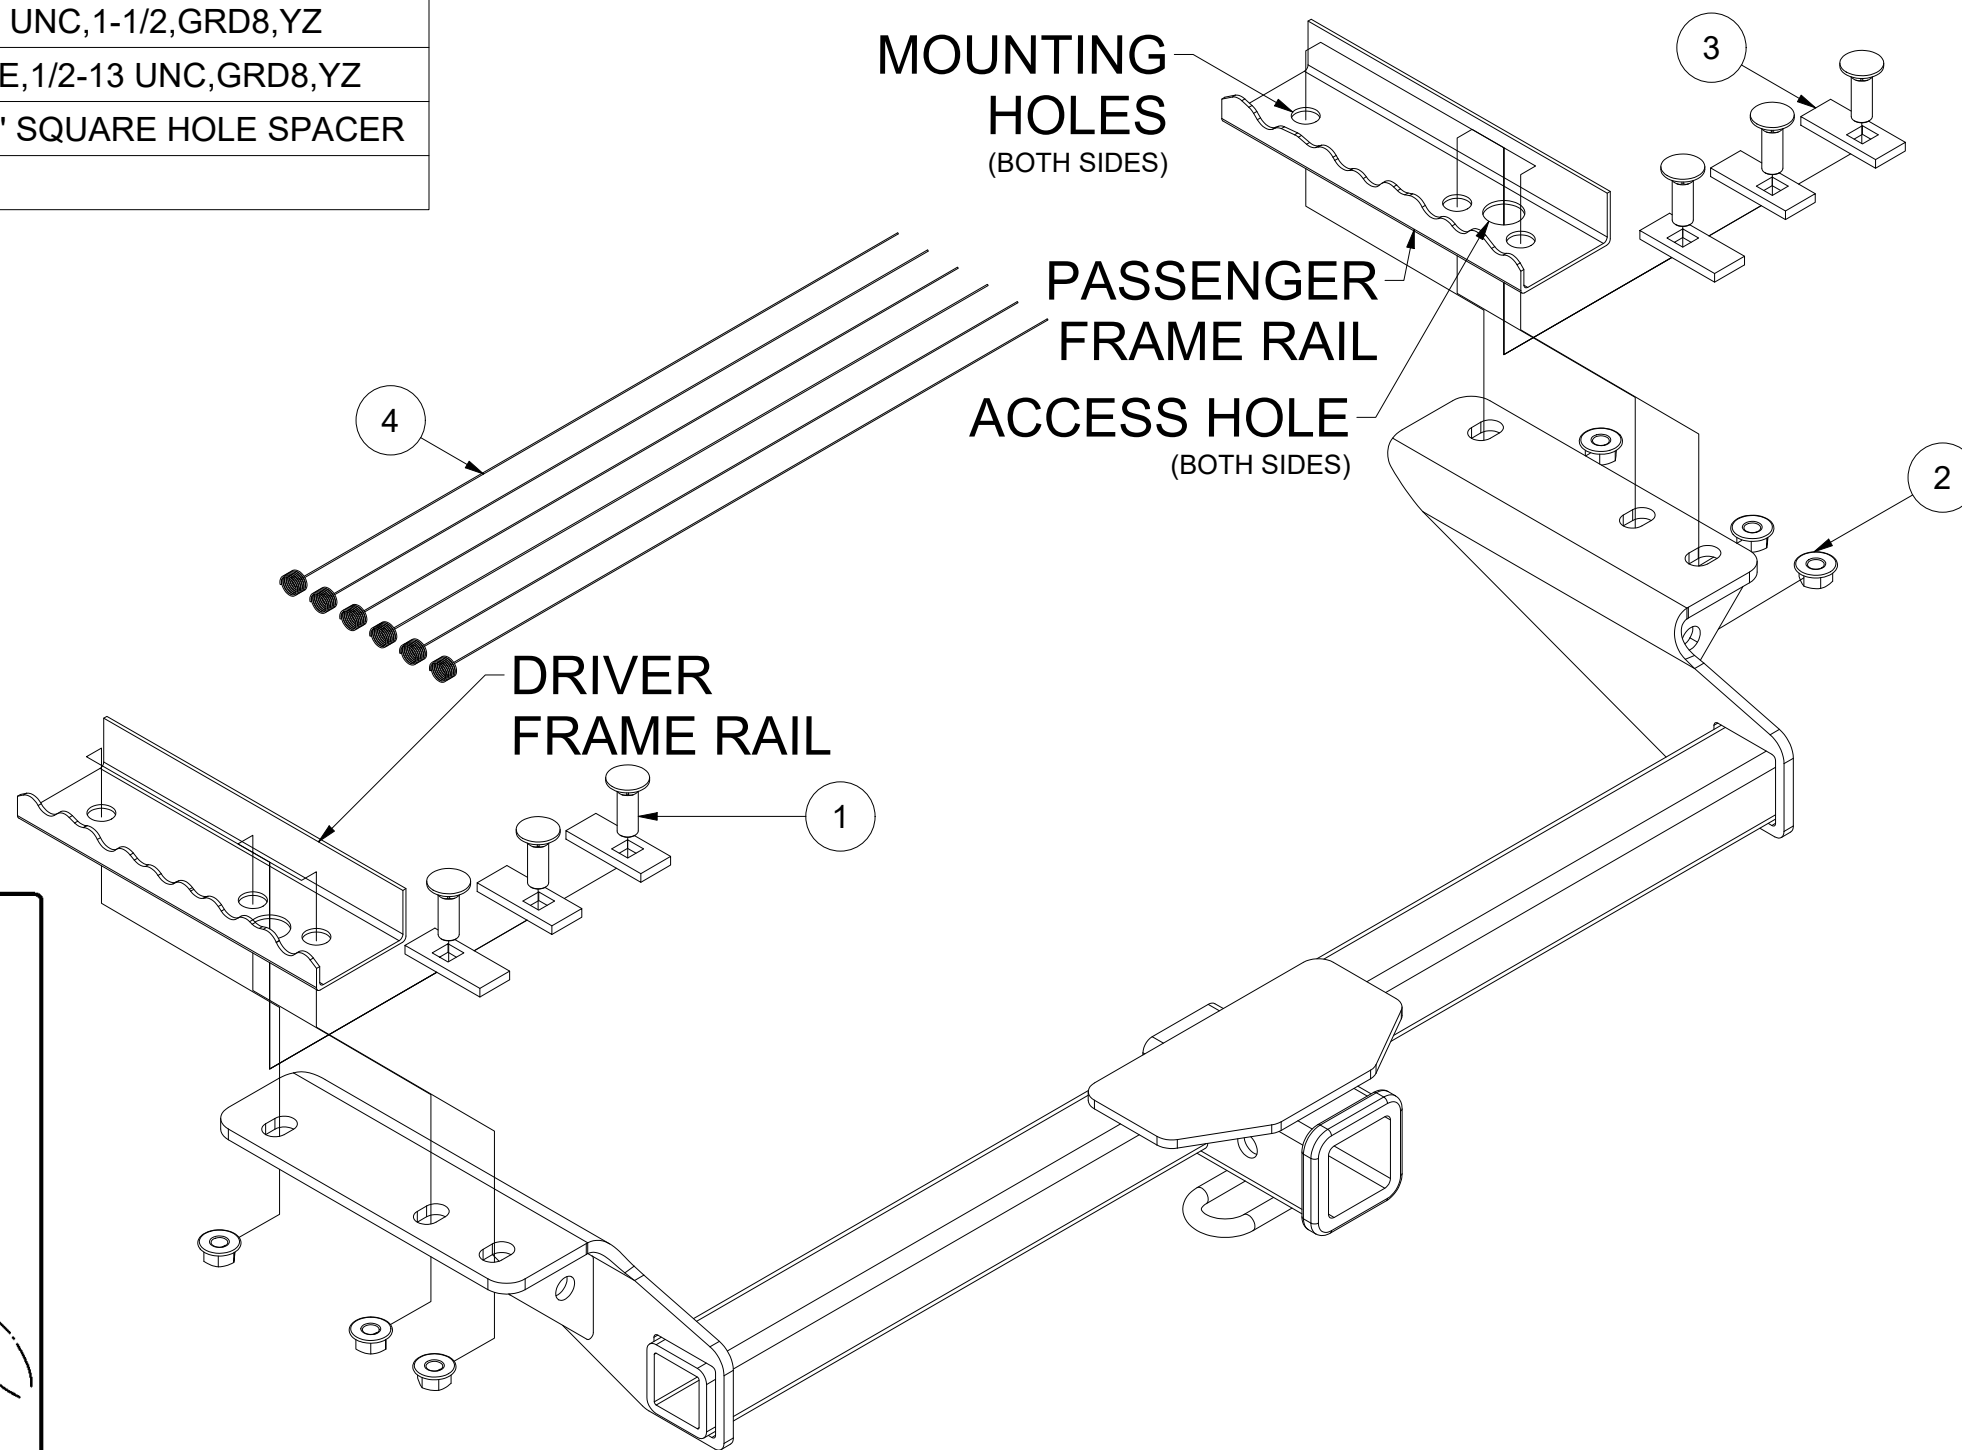 UNC,1-1/2,GRD8,YZ
E,1/2-13 UNC,GRD8,YZ
" SQUARE HOLE SPACER
MOUNTING
HOLES
(BOTH SIDES)
3
PASSENGER
FRAME RAIL
ACCESS HOLE
(BOTH SIDES)
4
2
DRIVER
FRAME RAIL
1